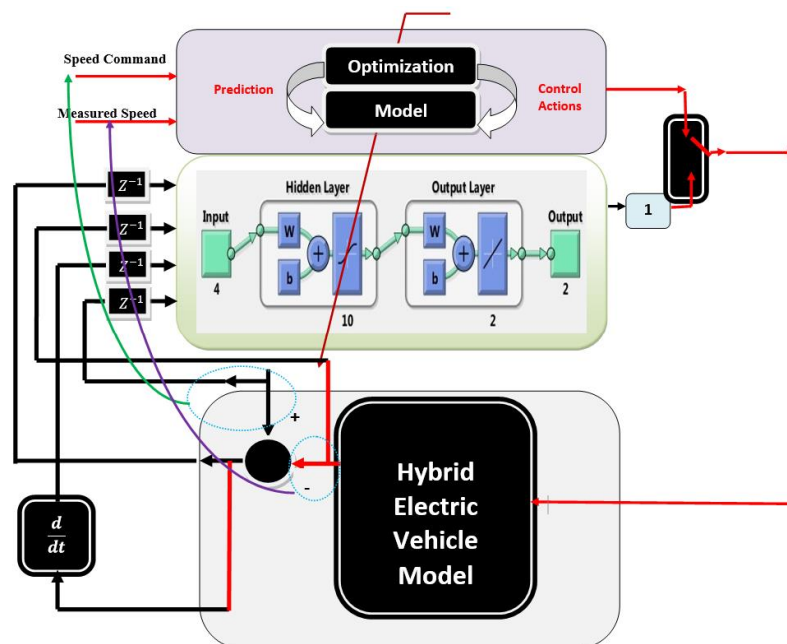 Speed Command
Measured Speed
Prediction
Optimization
Model
Control
Actions
Z⁻¹
Z⁻¹
Z⁻¹
Z⁻¹
Input
4
Hidden Layer
W
b
+
10
Output Layer
W
b
+
2
Output
2
1
+
-
d
dt
Hybrid
Electric
Vehicle
Model